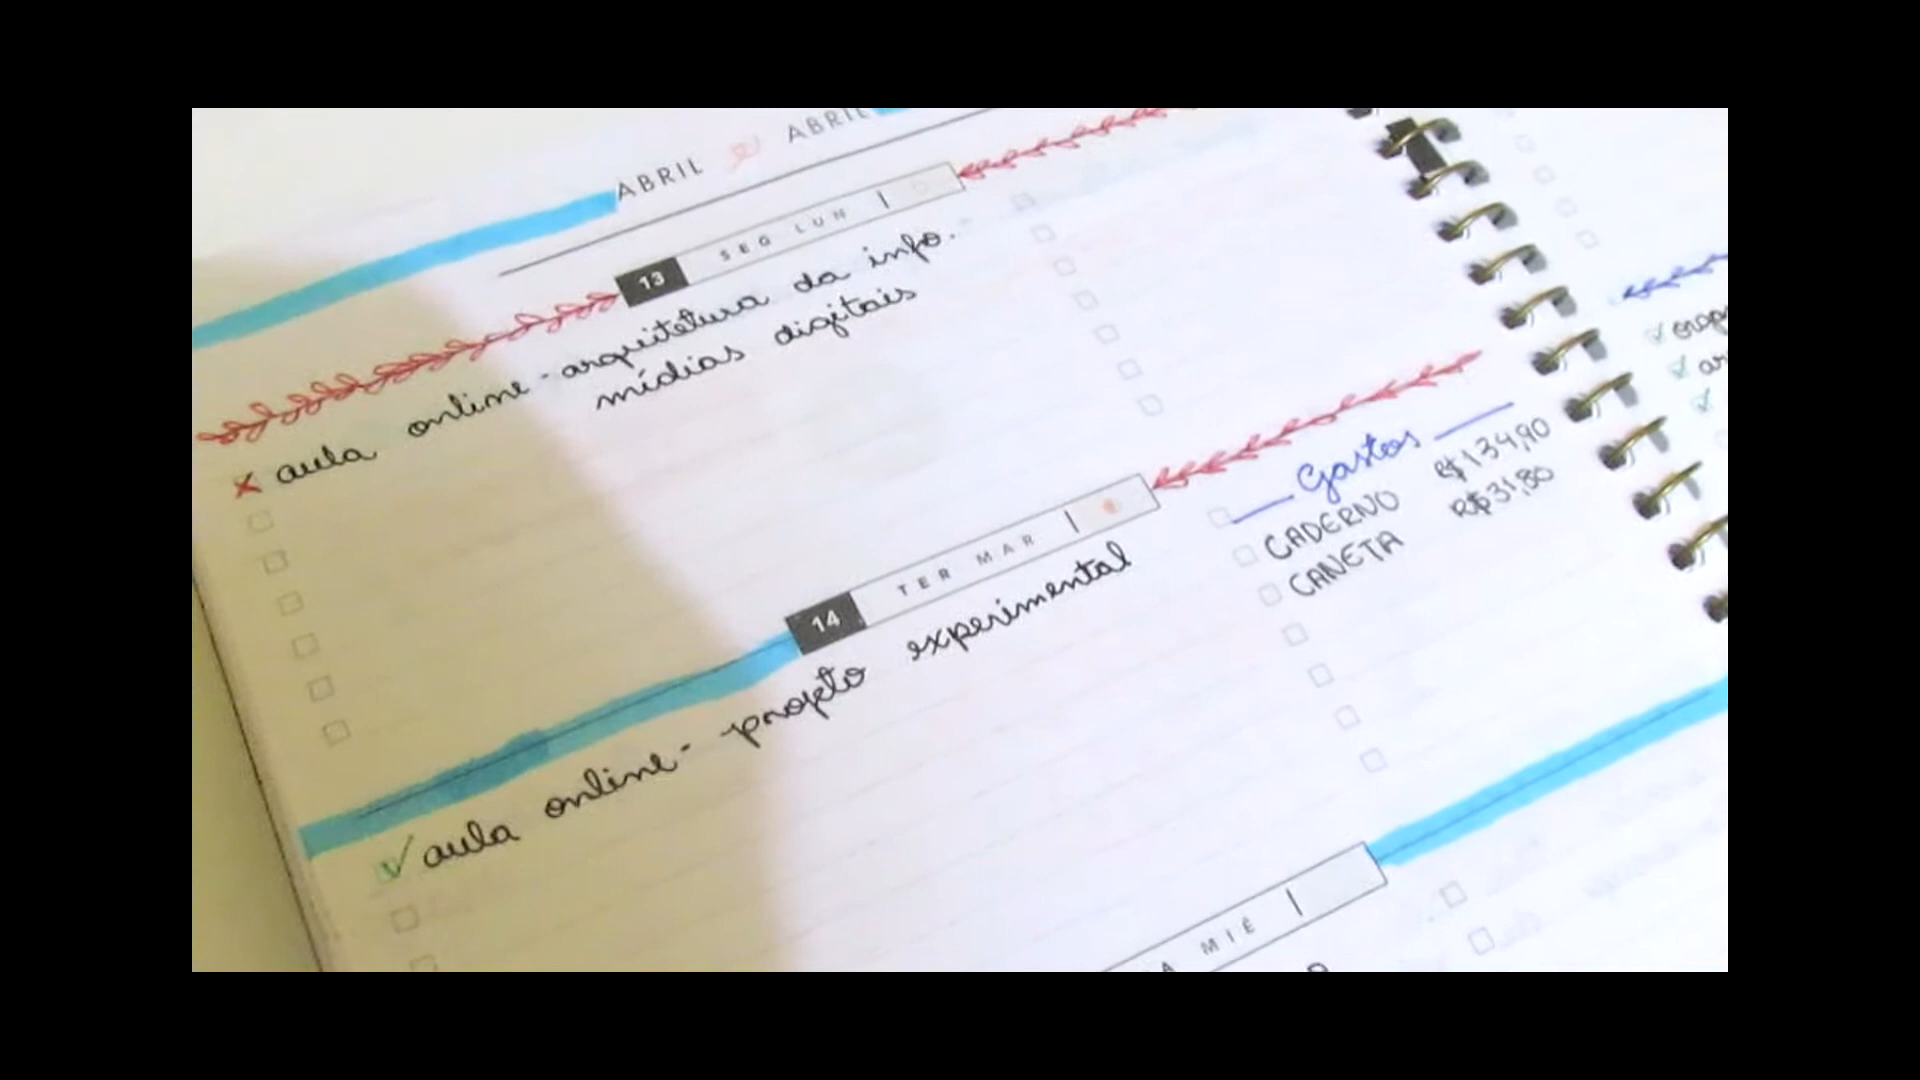 ABRIL ABRIL
13 SEG LUN |
aula online - arquitetura da info.
mídias digitais
14 TER MAR |
aula online - projeto experimental
Gastos
CADERNO R$134,90
CANETA R$31,80
MIÉ |